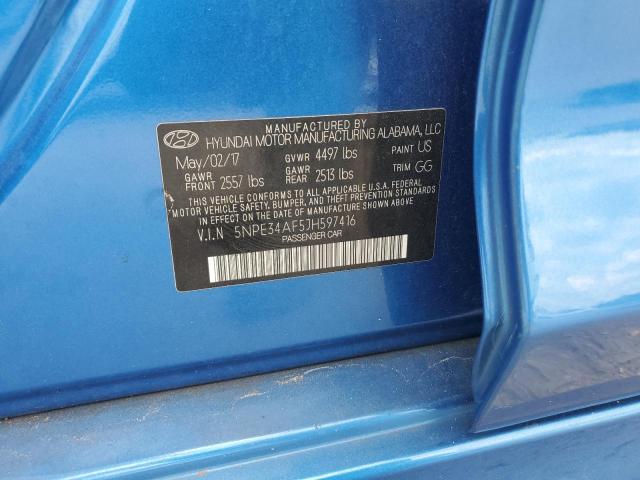 MANUFACTURED BY
HYUNDAI MOTOR MANUFACTURING ALABAMA, LLC
May/02/17 GVWR 4497 lbs PAINT US
GAWR FRONT 2557 lbs GAWR REAR 2513 lbs TRIM GG
THIS VEHICLE CONFORMS TO ALL APPLICABLE U.S.A. FEDERAL
MOTOR VEHICLE SAFETY, BUMPER, AND THEFT PREVENTION
STANDARDS IN EFFECT ON THE DATE OF MANUFACTURE SHOWN ABOVE.
V.I.N 5NPE34AF5JH597416
PASSENGER CAR